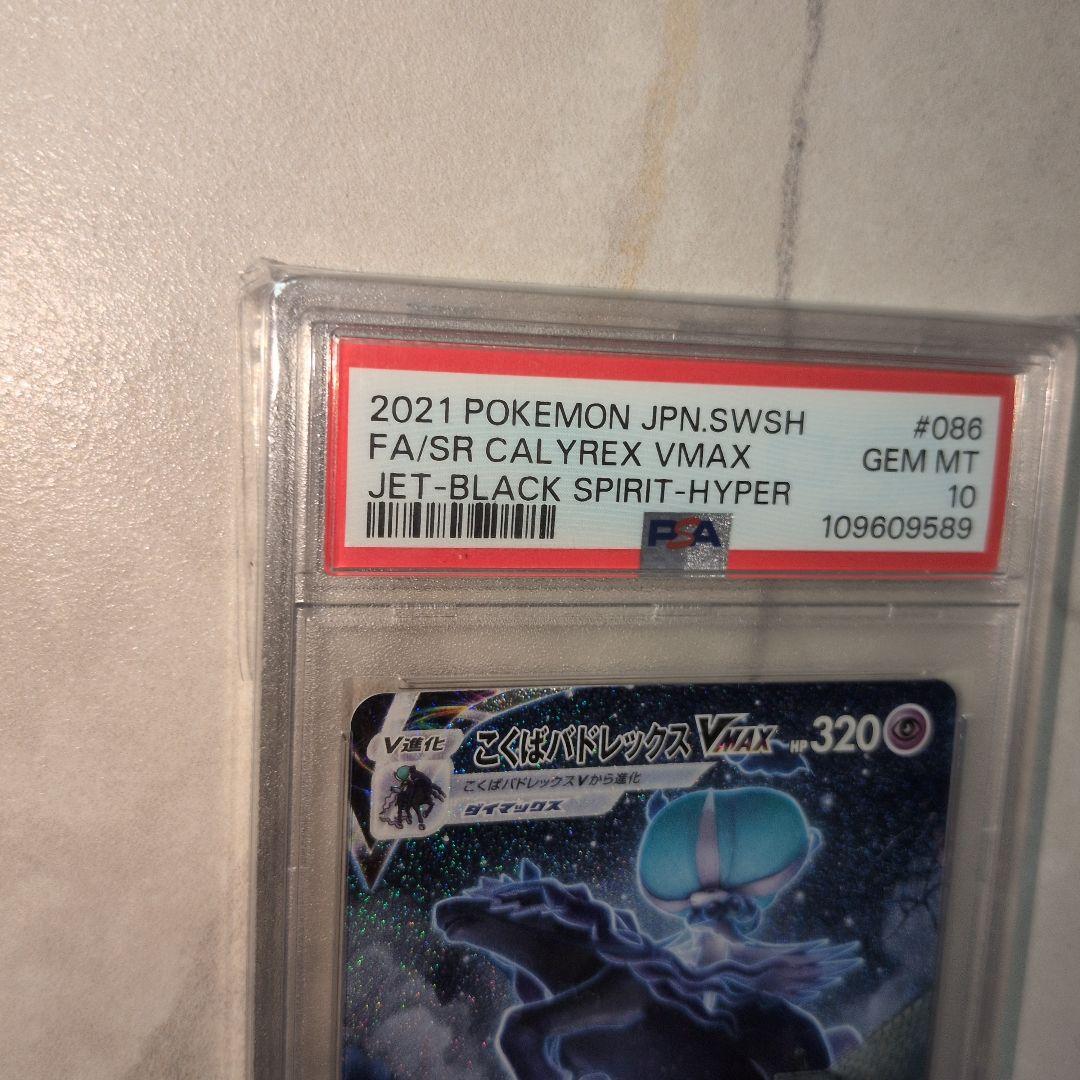 2021 POKEMON JPN.SWSH #086
FA/SR CALYREX VMAX GEM MT
JET-BLACK SPIRIT-HYPER 10
PSA 109609589
V進化 こくばバドレックス VMAX HP 320
こくばバドレックスVから進化
ダイマックス